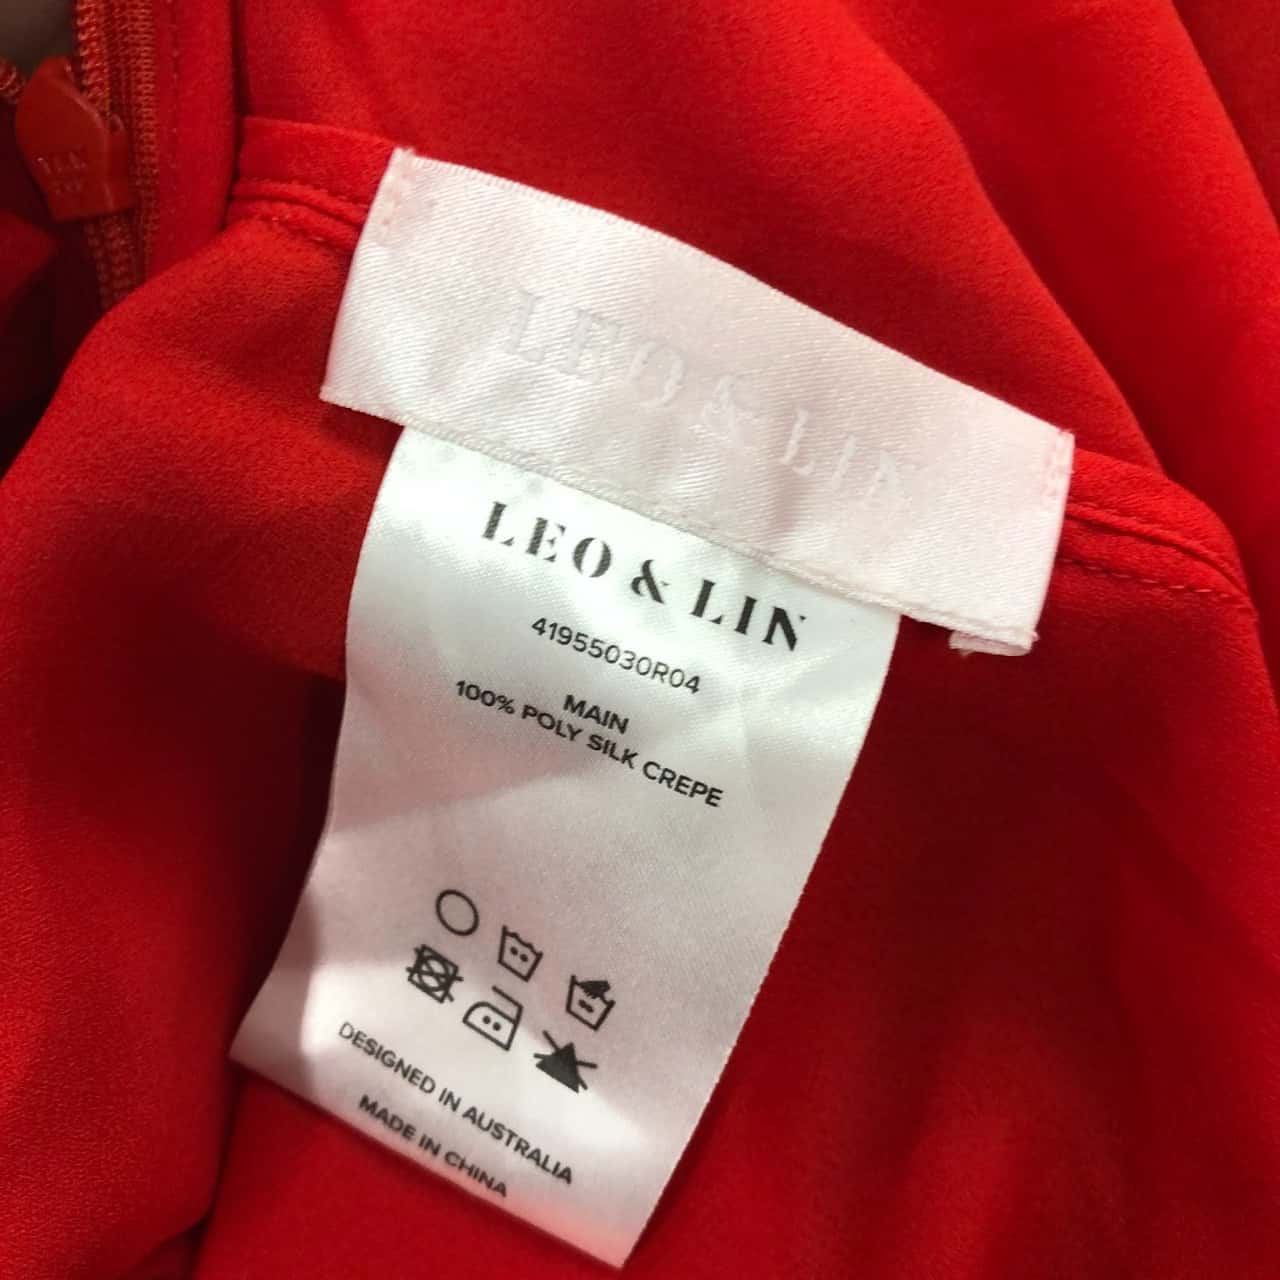 LEO & LIN
LEO & LIN
41955030R04
MAIN
100% POLY SILK CREPE
DESIGNED IN AUSTRALIA
MADE IN CHINA